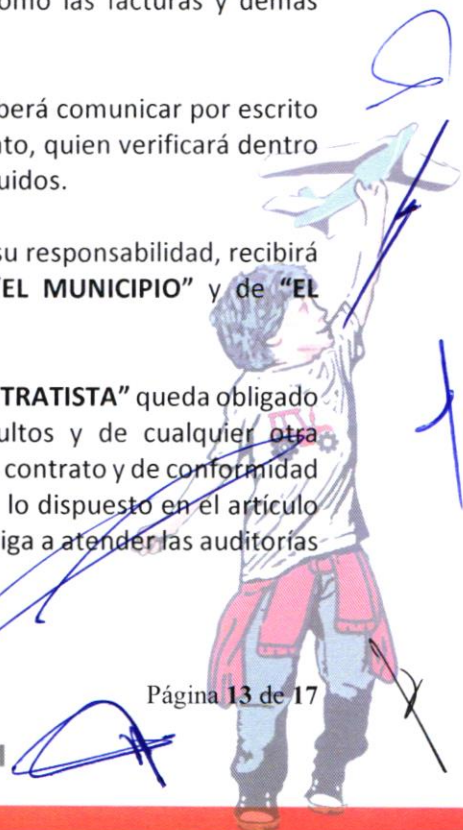 como las facturas y demás
berá comunicar por escrito
nto, quien verificará dentro
uidos.
su responsabilidad, recibirá
EL MUNICIPIO" y de "EL
TRATISTA" queda obligado
ultos y de cualquier otra
contrato y de conformidad
lo dispuesto en el artículo
iga a atender las auditorías
Página 13 de 17